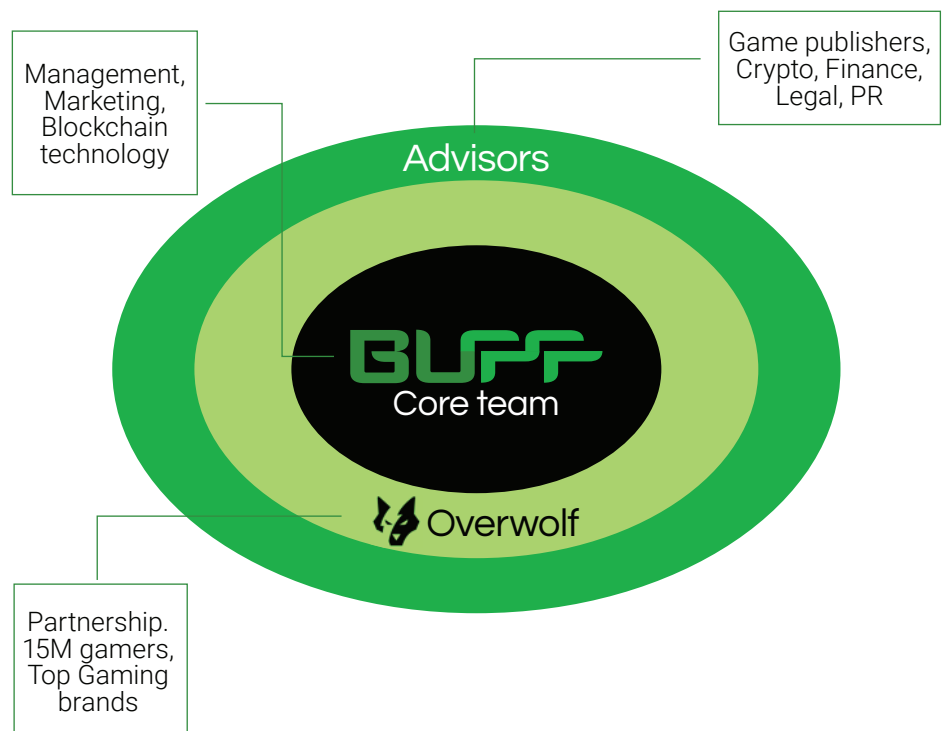 Management,
Marketing,
Blockchain
technology
Game publishers,
Crypto, Finance,
Legal, PR
Advisors
BUFF
Core team
Overwolf
Partnership.
15M gamers,
Top Gaming
brands